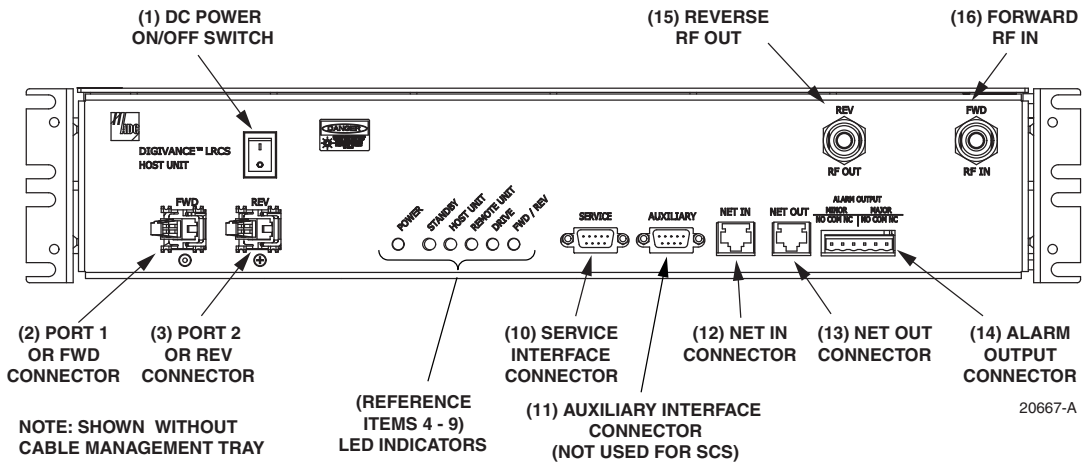 (1) DC POWER
ON/OFF SWITCH
(15) REVERSE
RF OUT
(16) FORWARD
RF IN
ADC
DIGIVANCE™ LRCS
HOST UNIT
DANGER
REV
RF OUT
FWD
RF IN
FWD
REV
POWER
STANDBY
HOST UNIT
REMOTE UNIT
DRIVE
FWD / REV
SERVICE
AUXILIARY
NET IN
NET OUT
ALARM OUTPUT
MINOR MAJOR
NO COM NC NO COM NC
(2) PORT 1
OR FWD
CONNECTOR
(3) PORT 2
OR REV
CONNECTOR
(REFERENCE
ITEMS 4 - 9)
LED INDICATORS
(10) SERVICE
INTERFACE
CONNECTOR
(11) AUXILIARY INTERFACE
CONNECTOR
(NOT USED FOR SCS)
(12) NET IN
CONNECTOR
(13) NET OUT
CONNECTOR
(14) ALARM
OUTPUT
CONNECTOR
20667-A
NOTE: SHOWN WITHOUT
CABLE MANAGEMENT TRAY